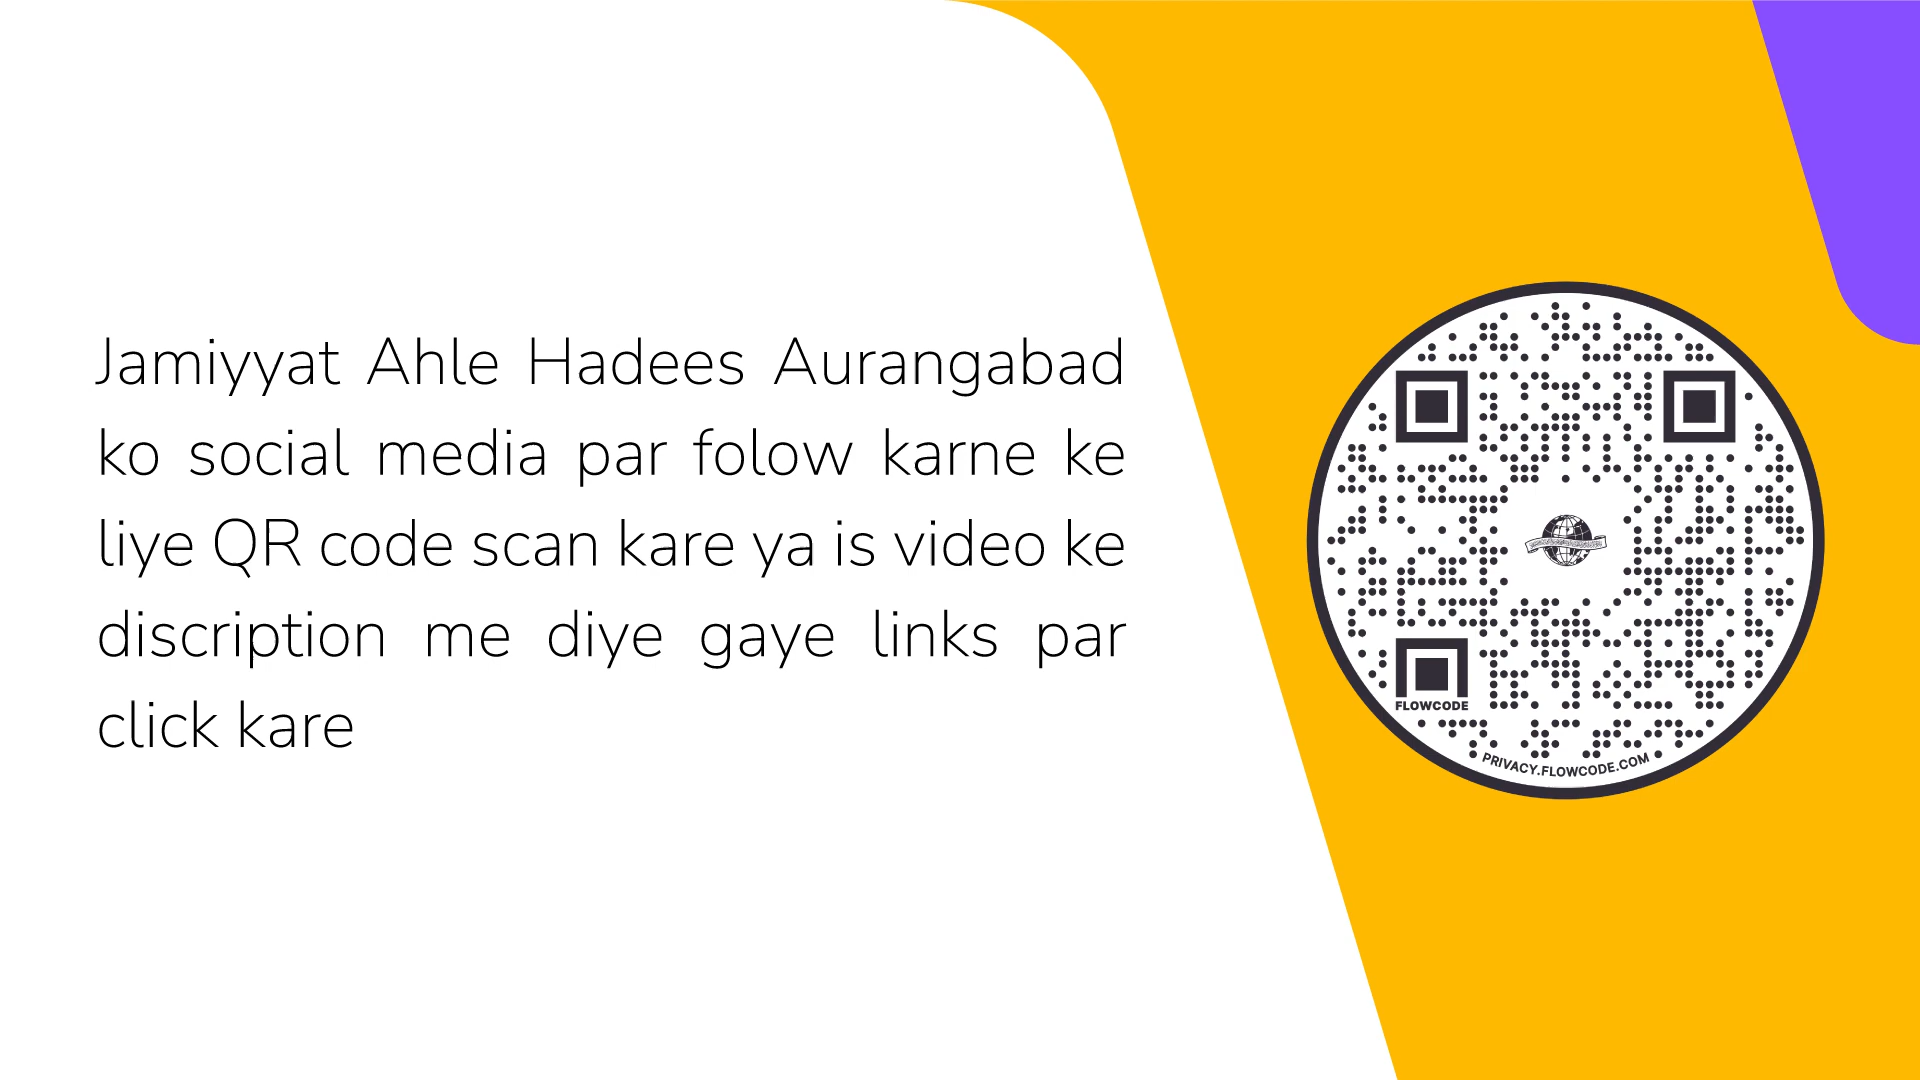 Jamiyyat Ahle Hadees Aurangabad
ko social media par folow karne ke
liye QR code scan kare ya is video ke
discription me diye gaye links par
click kare
FLOWCODE
PRIVACY.FLOWCODE.COM